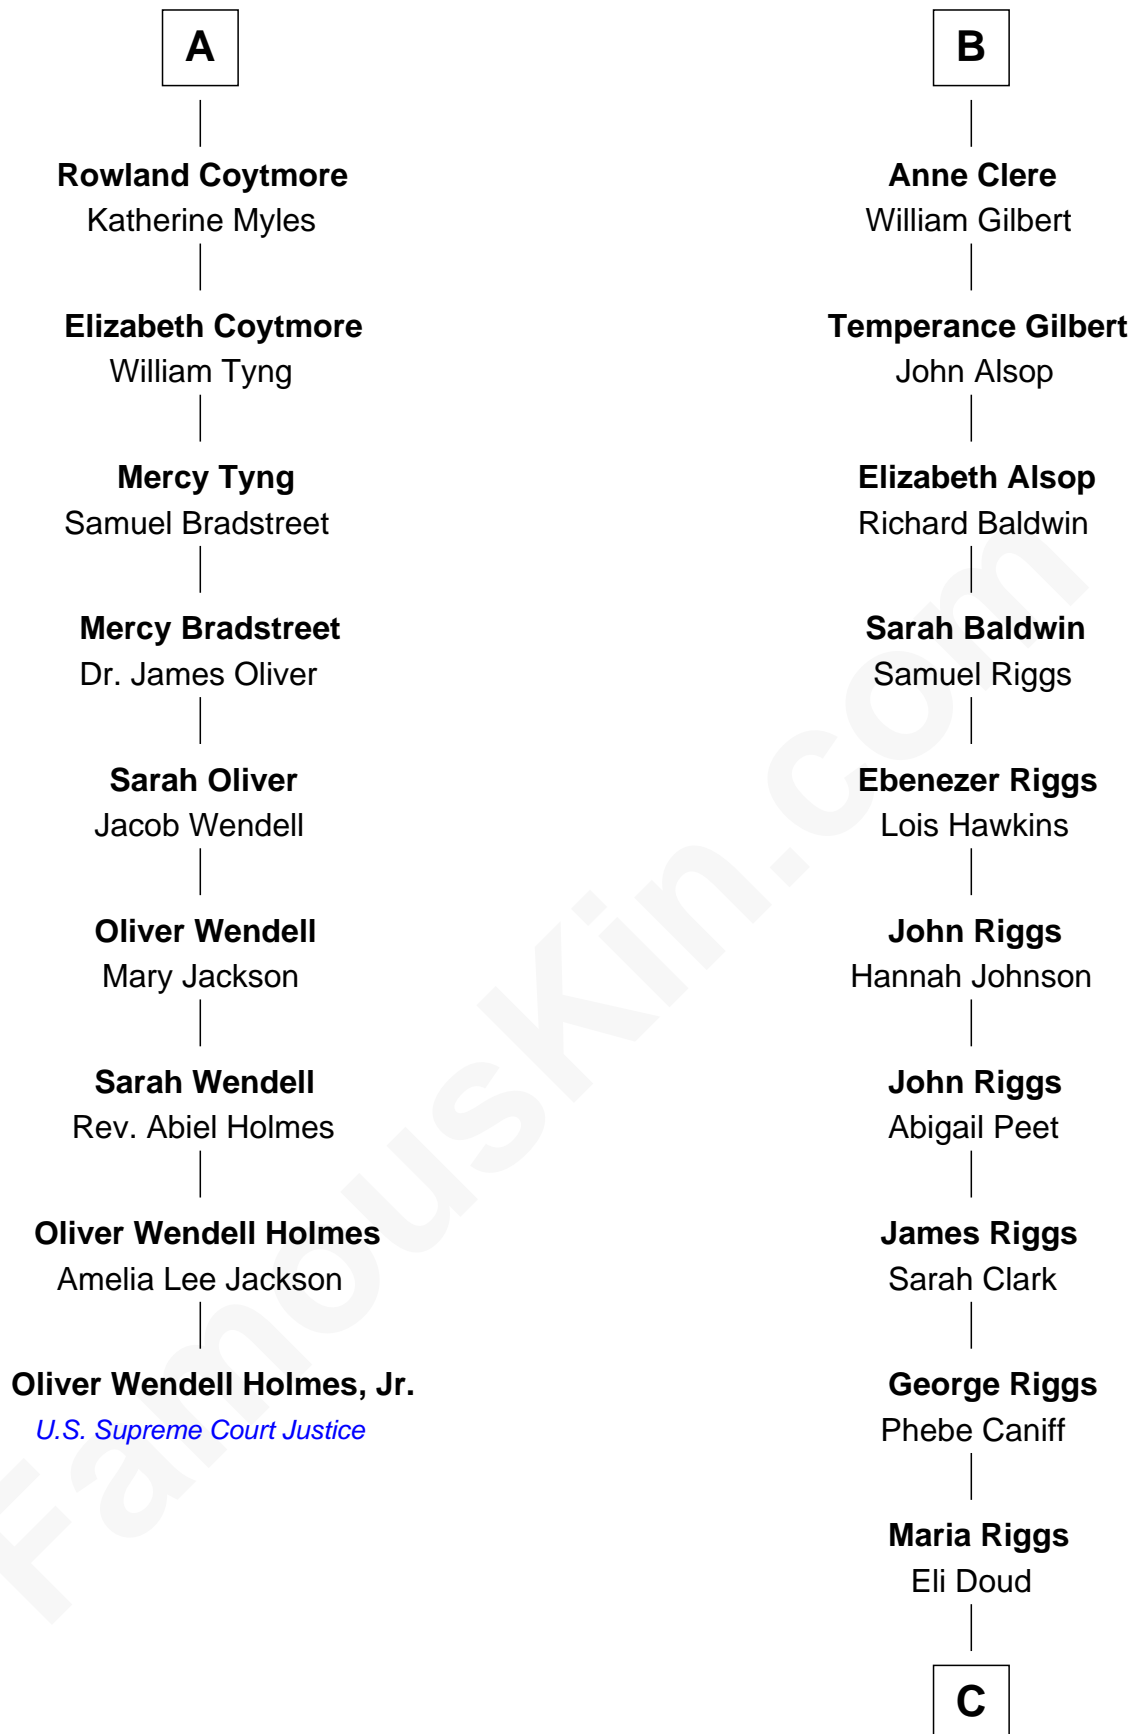 A
Rowland Coytmore
Katherine Myles
Elizabeth Coytmore
William Tyng
Mercy Tyng
Samuel Bradstreet
Mercy Bradstreet
Dr. James Oliver
Sarah Oliver
Jacob Wendell
Oliver Wendell
Mary Jackson
Sarah Wendell
Rev. Abiel Holmes
Oliver Wendell Holmes
Amelia Lee Jackson
Oliver Wendell Holmes, Jr.
U.S. Supreme Court Justice
B
Anne Clere
William Gilbert
Temperance Gilbert
John Alsop
Elizabeth Alsop
Richard Baldwin
Sarah Baldwin
Samuel Riggs
Ebenezer Riggs
Lois Hawkins
John Riggs
Hannah Johnson
John Riggs
Abigail Peet
James Riggs
Sarah Clark
George Riggs
Phebe Caniff
Maria Riggs
Eli Doud
C
FamousKin.com